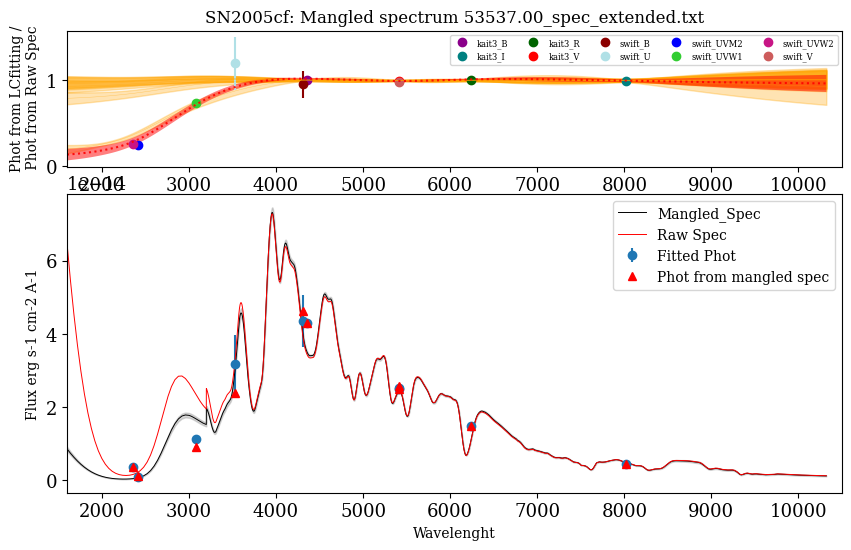 SN2005cf: Mangled spectrum 53537.00_spec_extended.txt
Phot from LCfitting /
Phot from Raw Spec
1
0
kait3_B
kait3_R
swift_B
swift_UVM2
swift_UVW2
kait3_I
kait3_V
swift_U
swift_UVW1
swift_V
2000 3000 4000 5000 6000 7000 8000 9000 10000
1e−14
Flux erg s-1 cm-2 A-1
6
4
2
0
Mangled_Spec
Raw Spec
Fitted Phot
Phot from mangled spec
2000 3000 4000 5000 6000 7000 8000 9000 10000
Wavelenght